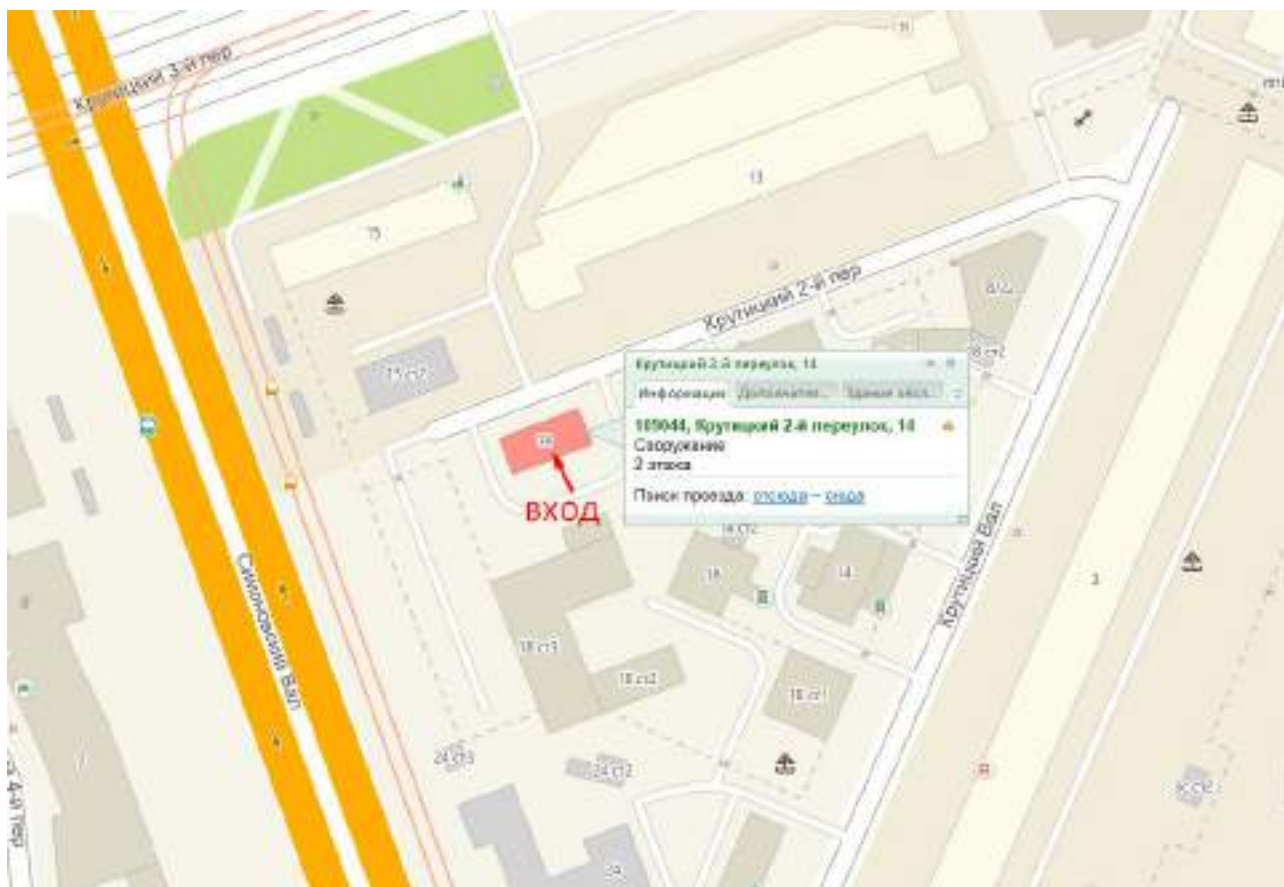 Крутицкий 3-й пер
13
15
Крутицкий 2-й пер
15 ст2
8 ст2
Крутицкий 2-й переулок, 14
Информация
109044, Крутицкий 2-й переулок, 14
Сооружение
2 этажа
Поиск проезда: отсюда – сюда
ВХОД
Симоновский Вал
Крутицкий Вал
16
14
3
18 ст3
18 ст2
18 ст1
24 ст3
24 ст2